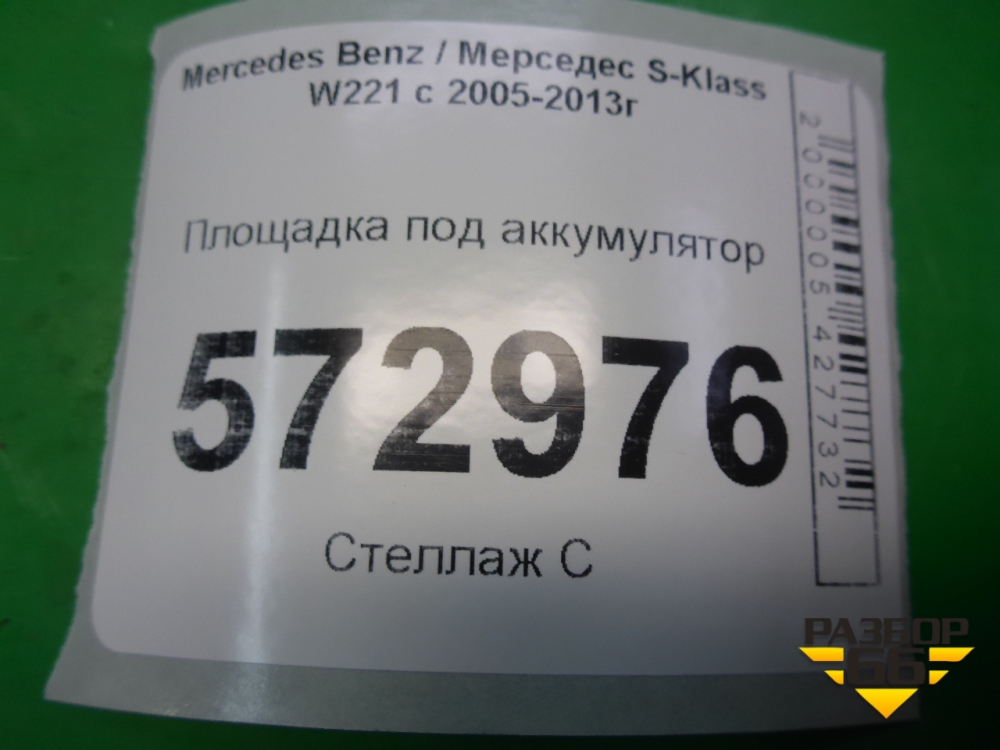 Mercedes Benz / Мерседес S-Klass
W221 с 2005-2013г
Площадка под аккумулятор
572976
Стеллаж С
2000005427732
РАЗБОР
66